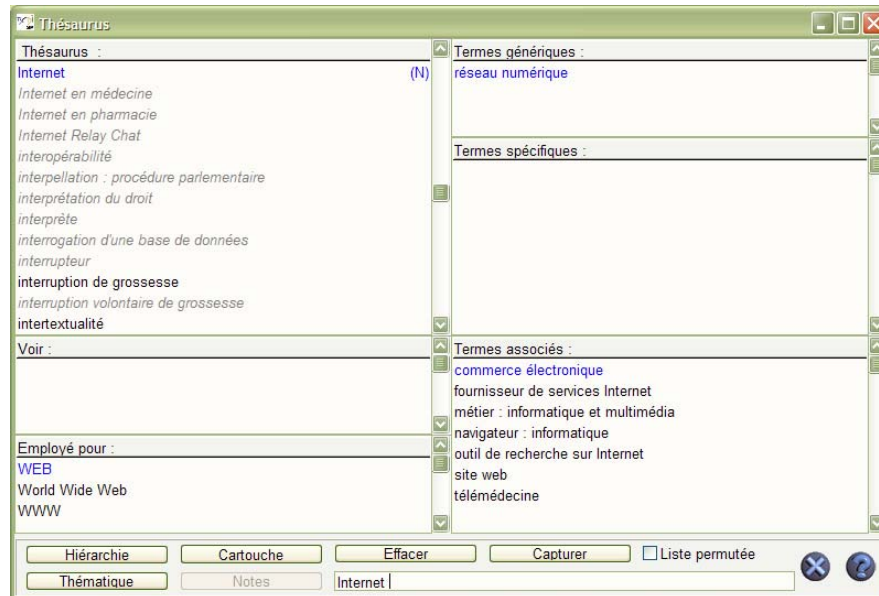 Thésaurus
Thésaurus :
Internet (N)
Internet en médecine
Internet en pharmacie
Internet Relay Chat
interopérabilité
interpellation : procédure parlementaire
interprétation du droit
interprète
interrogation d'une base de données
interrupteur
interruption de grossesse
interruption volontaire de grossesse
intertextualité
Voir :
Employé pour :
WEB
World Wide Web
WWW
Termes génériques :
réseau numérique
Termes spécifiques :
Termes associés :
commerce électronique
fournisseur de services Internet
métier : informatique et multimédia
navigateur : informatique
outil de recherche sur Internet
site web
télémédecine
Hiérarchie Cartouche Effacer Capturer Liste permutée
Thématique Notes Internet